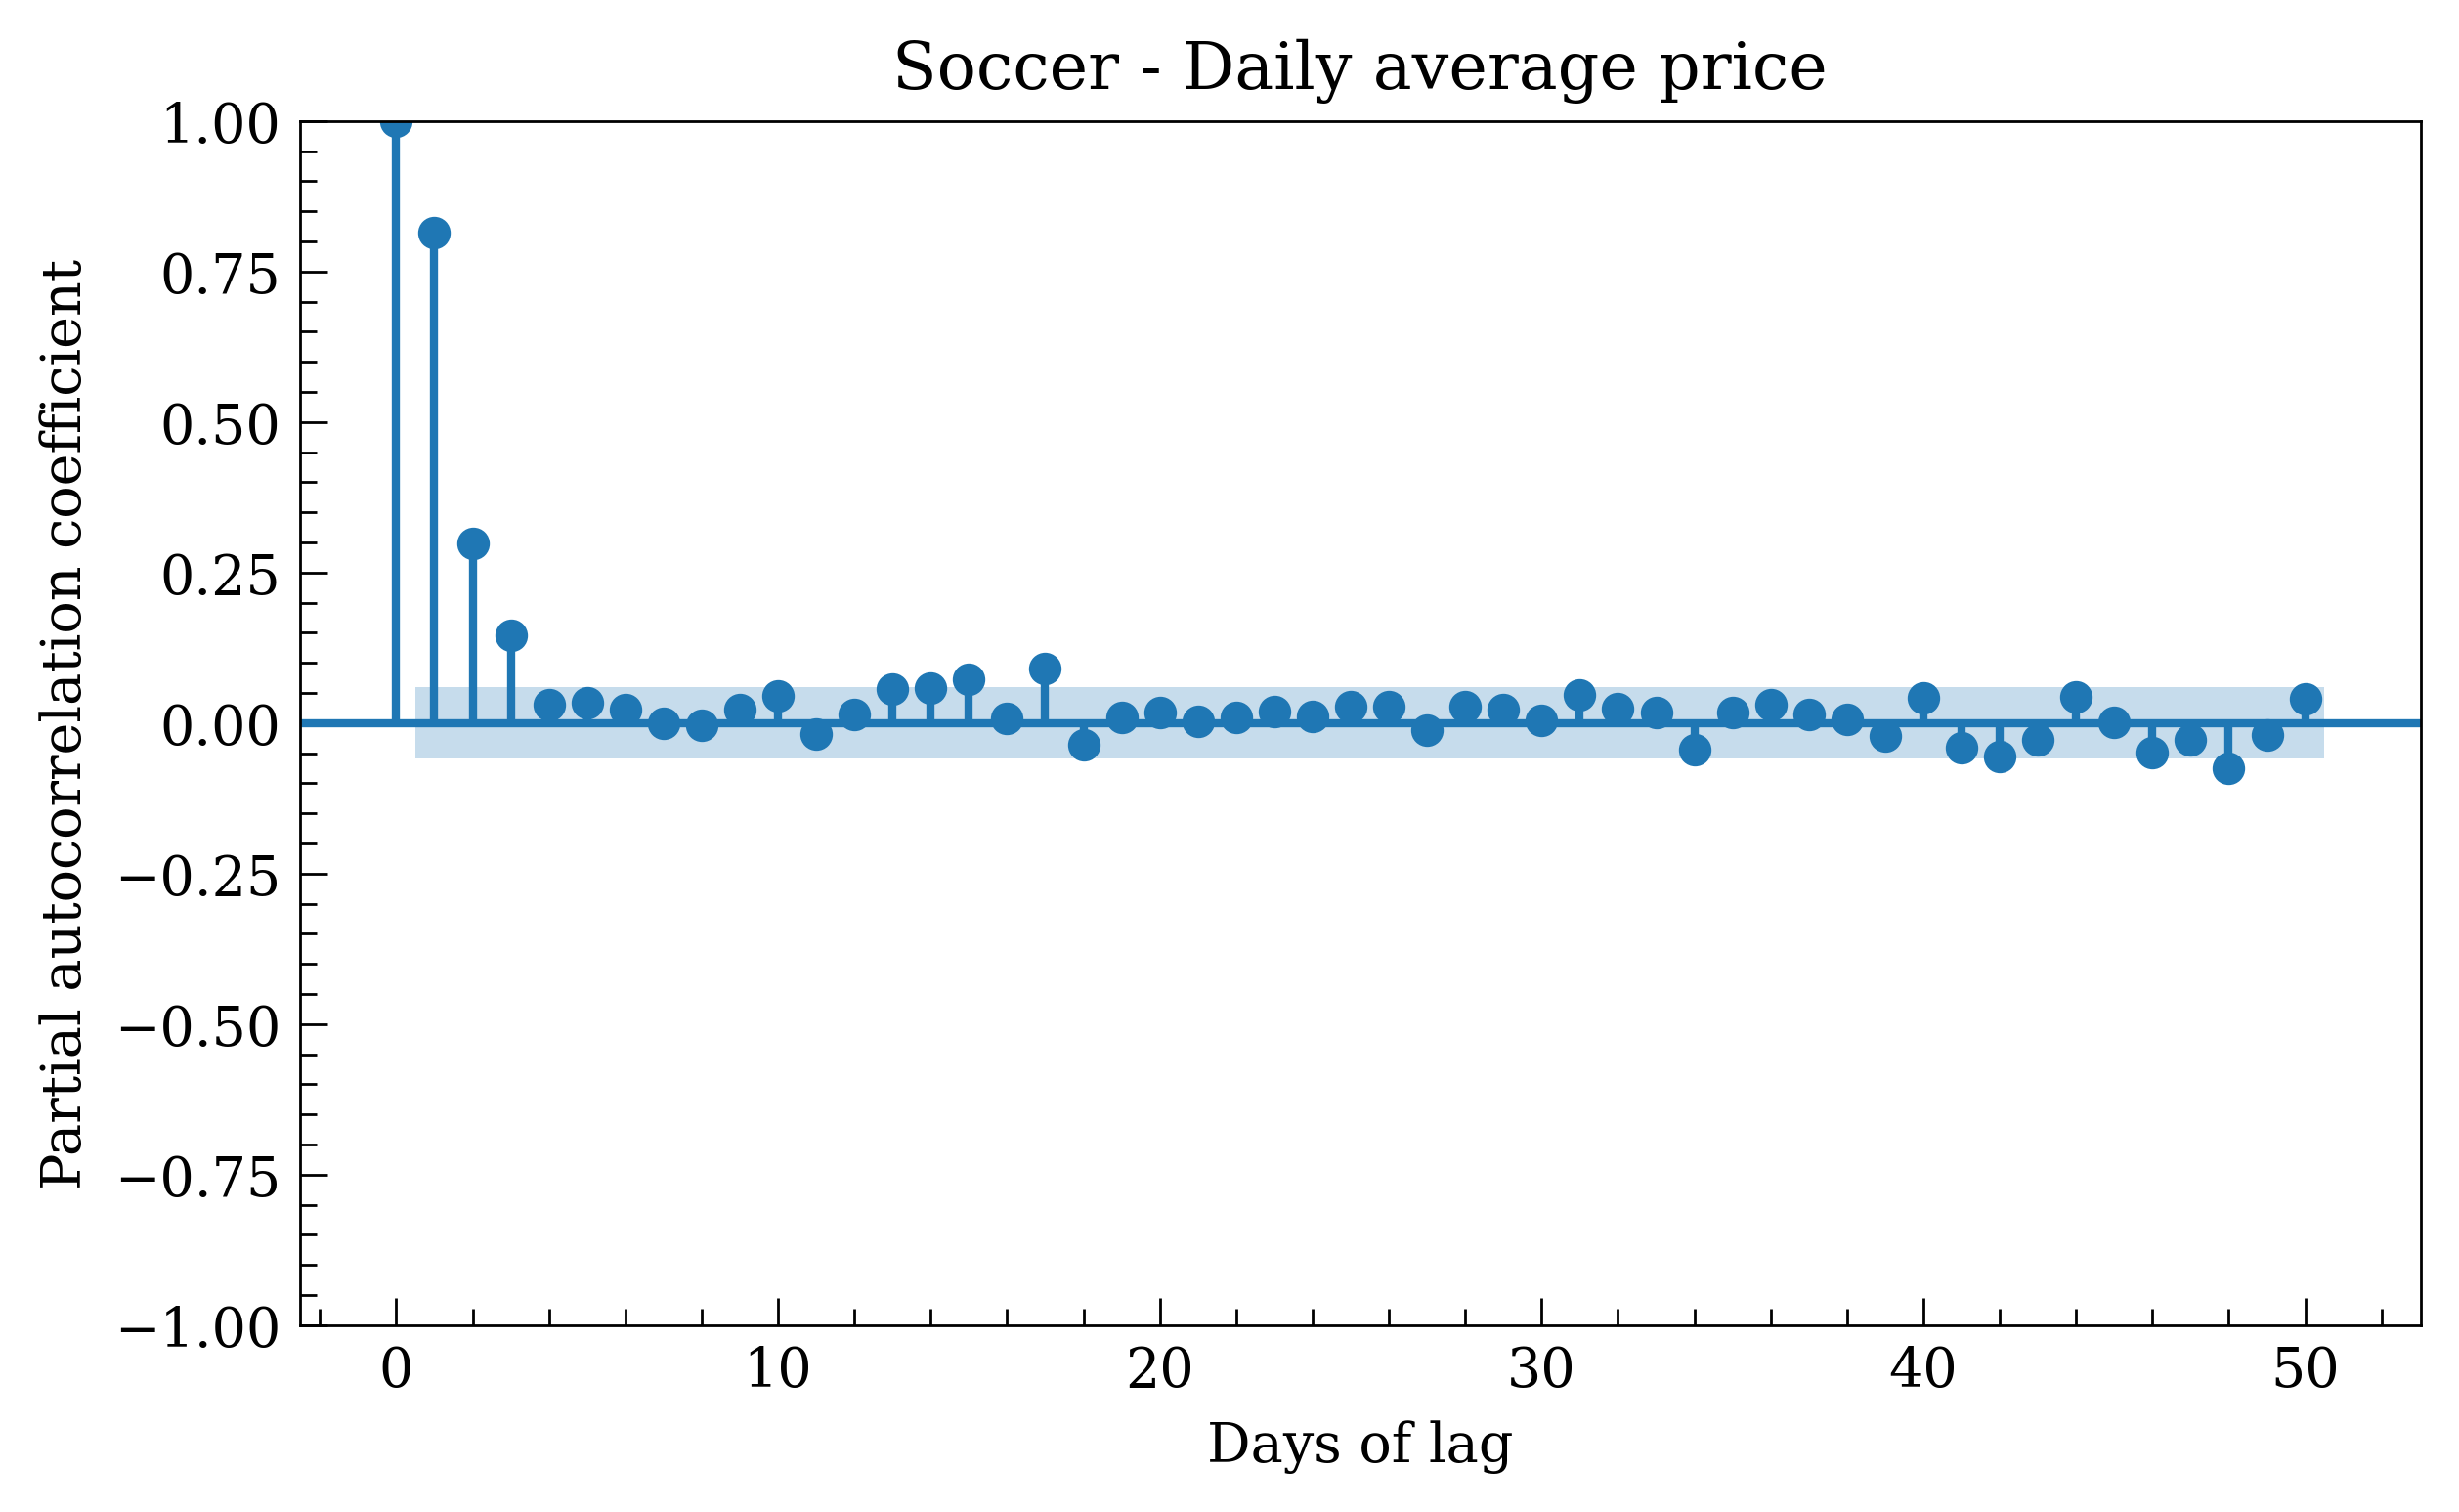 Soccer - Daily average price
Partial autocorrelation coefficient
1.00
0.75
0.50
0.25
0.00
−0.25
−0.50
−0.75
−1.00
0 10 20 30 40 50
Days of lag